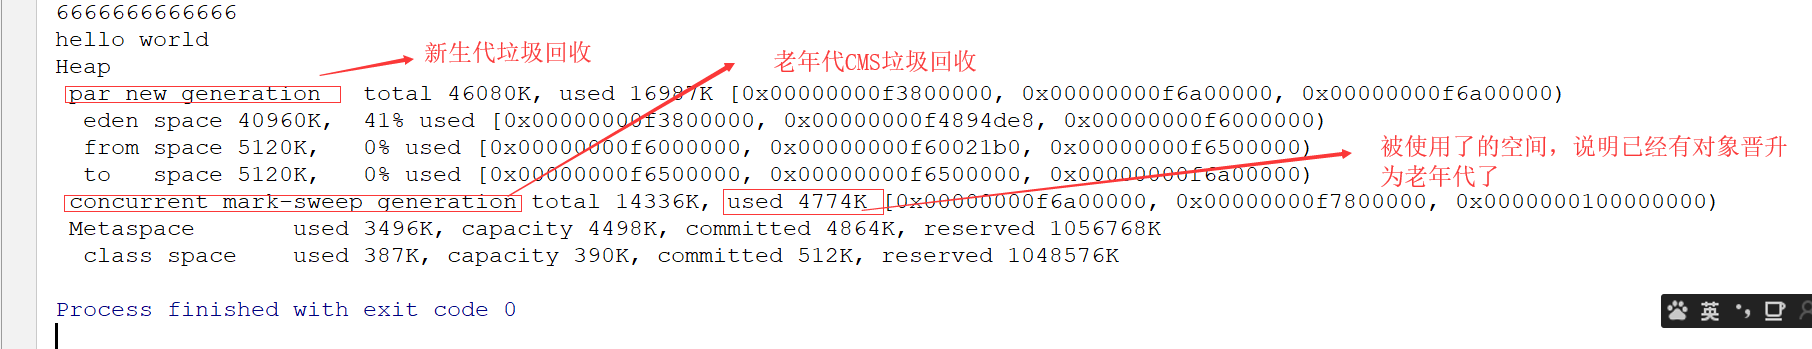 6666666666666
hello world
Heap
新生代垃圾回收
老年代CMS垃圾回收
par new generation   total 46080K, used 16987K [0x00000000f3800000, 0x00000000f6a00000, 0x00000000f6a00000)
eden space 40960K,  41% used [0x00000000f3800000, 0x00000000f4894de8, 0x00000000f6000000)
from space 5120K,   0% used [0x00000000f6000000, 0x00000000f60021b0, 0x00000000f6500000)
to   space 5120K,   0% used [0x00000000f6500000, 0x00000000f6500000, 0x00000000f6a00000)
被使用了的空间，说明已经有对象晋升
为老年代了
concurrent mark-sweep generation total 14336K, used 4774K [0x00000000f6a00000, 0x00000000f7800000, 0x0000000100000000)
Metaspace       used 3496K, capacity 4498K, committed 4864K, reserved 1056768K
class space    used 387K, capacity 390K, committed 512K, reserved 1048576K
Process finished with exit code 0
英